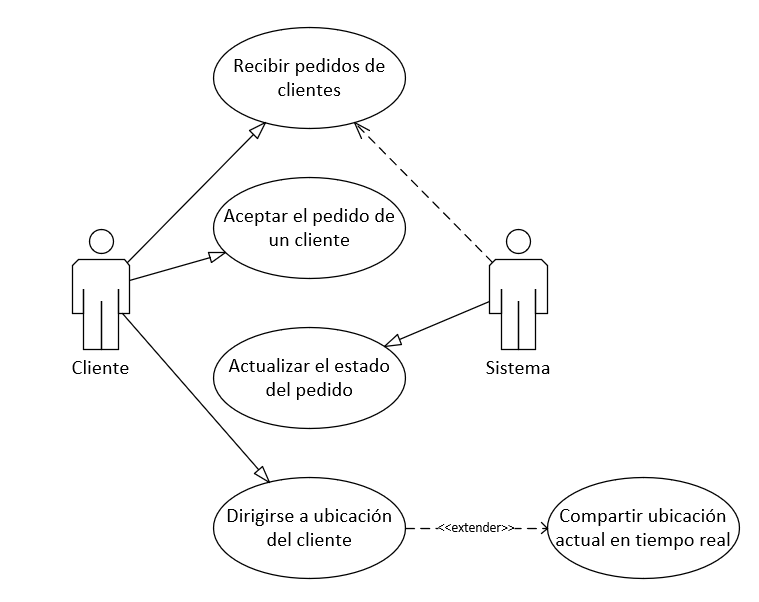 Recibir pedidos de
clientes
Aceptar el pedido de
un cliente
Cliente
Sistema
Actualizar el estado
del pedido
Dirigirse a ubicación
del cliente
<<extender>>
Compartir ubicación
actual en tiempo real